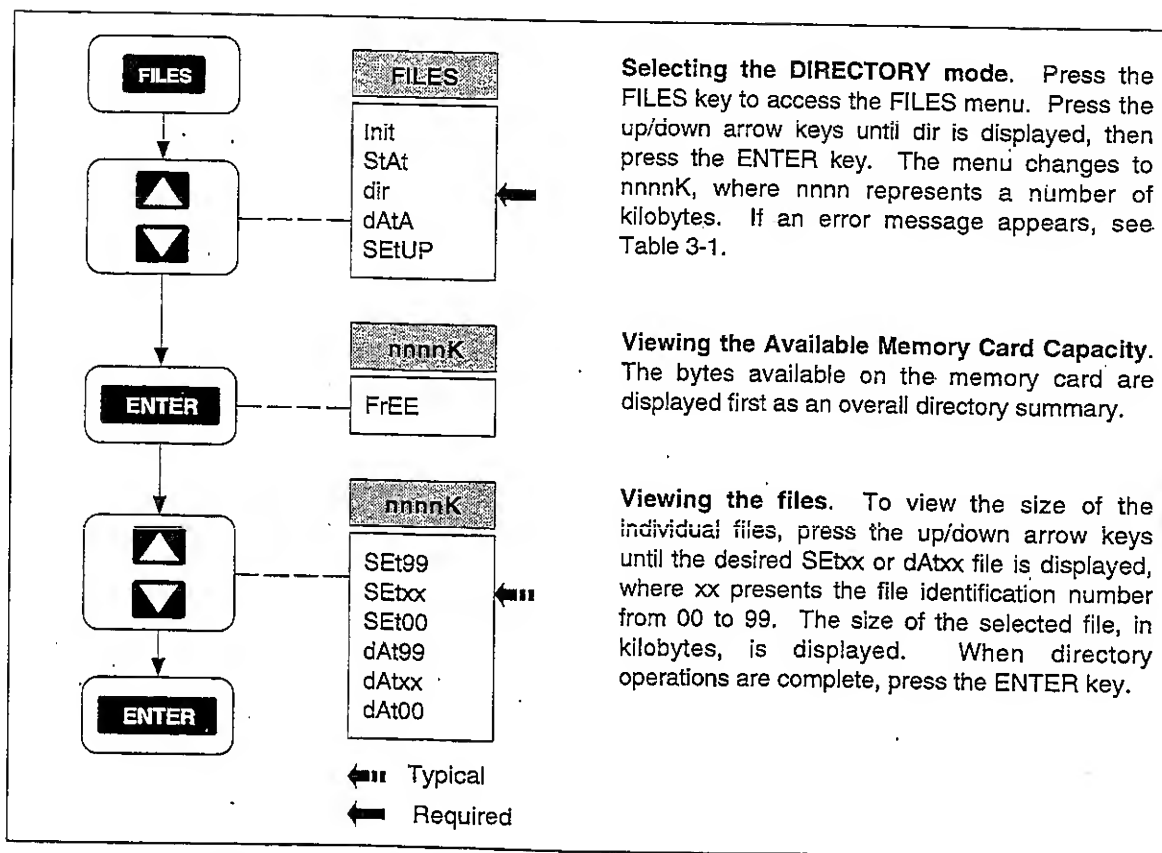 FILES
FILES
Init
StAt
dir
dAtA
SEtUP
Selecting the DIRECTORY mode. Press the
FILES key to access the FILES menu. Press the
up/down arrow keys until dir is displayed, then
press the ENTER key. The menu changes to
nnnnK, where nnnn represents a number of
kilobytes. If an error message appears, see
Table 3-1.
ENTER
nnnnK
FrEE
Viewing the Available Memory Card Capacity.
The bytes available on the memory card are
displayed first as an overall directory summary.
nnnnK
SEt99
SEtxx
SEt00
dAt99
dAtxx
dAt00
Viewing the files. To view the size of the
individual files, press the up/down arrow keys
until the desired SEtxx or dAtxx file is displayed,
where xx presents the file identification number
from 00 to 99. The size of the selected file, in
kilobytes, is displayed. When directory
operations are complete, press the ENTER key.
ENTER
Typical
Required